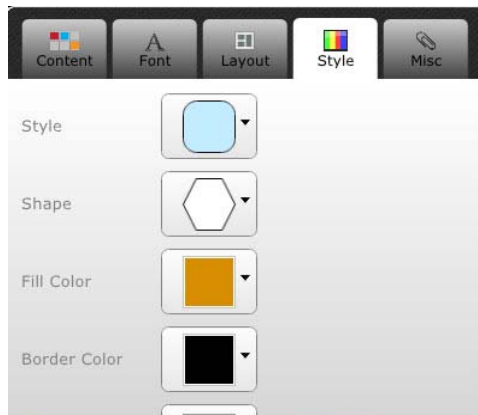 Content Font Layout Style Misc
Style
Shape
Fill Color
Border Color